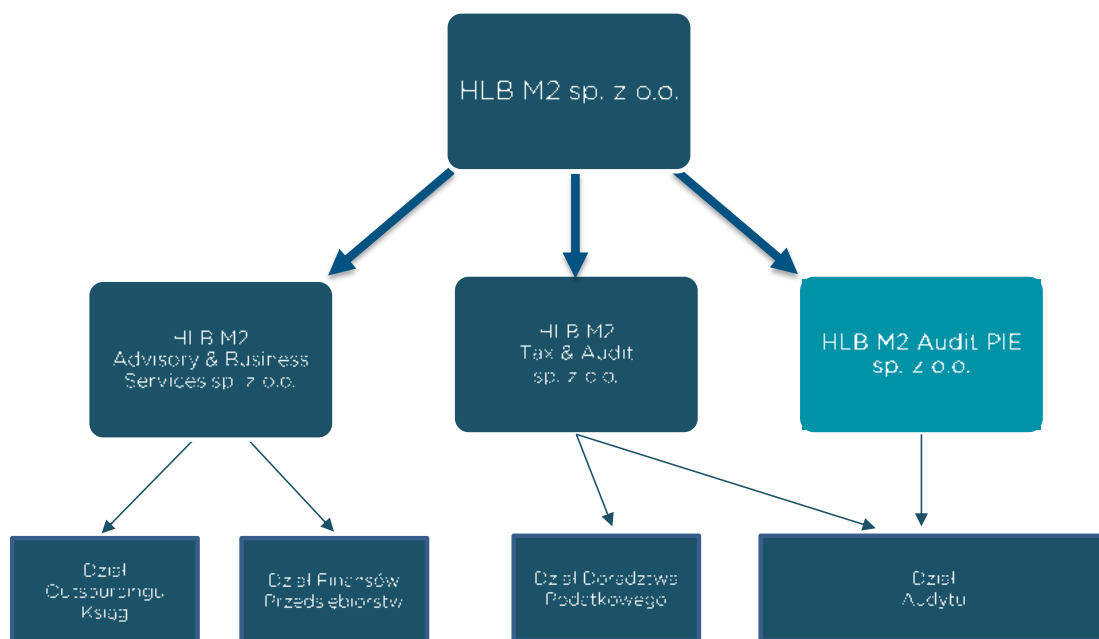 HLB M2 sp. z o.o.
HLB M2
Advisory & Business
Services sp. z o.o.
HLB M2
Tax & Audit
sp. z o.o.
HLB M2 Audit PIE
sp. z o.o.
Dział
Outsourcingu
Ksiąg
Dział Finansów
Przedsiębiorstw
Dział Doradztwa
Podatkowego
Dział
Audytu